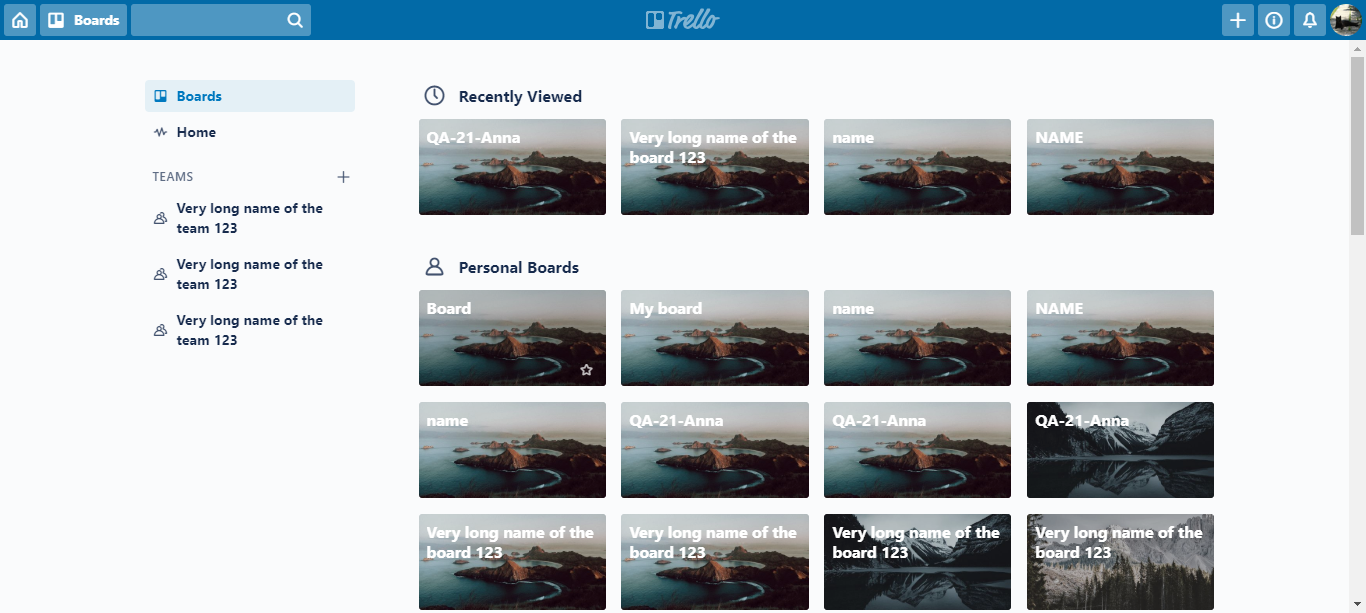 Boards
Trello
Boards
Home
TEAMS
Very long name of the
team 123
Very long name of the
team 123
Very long name of the
team 123
Recently Viewed
QA-21-Anna
Very long name of the
board 123
name
NAME
Personal Boards
Board
My board
name
NAME
name
QA-21-Anna
QA-21-Anna
QA-21-Anna
Very long name of the
board 123
Very long name of the
board 123
Very long name of the
board 123
Very long name of the
board 123